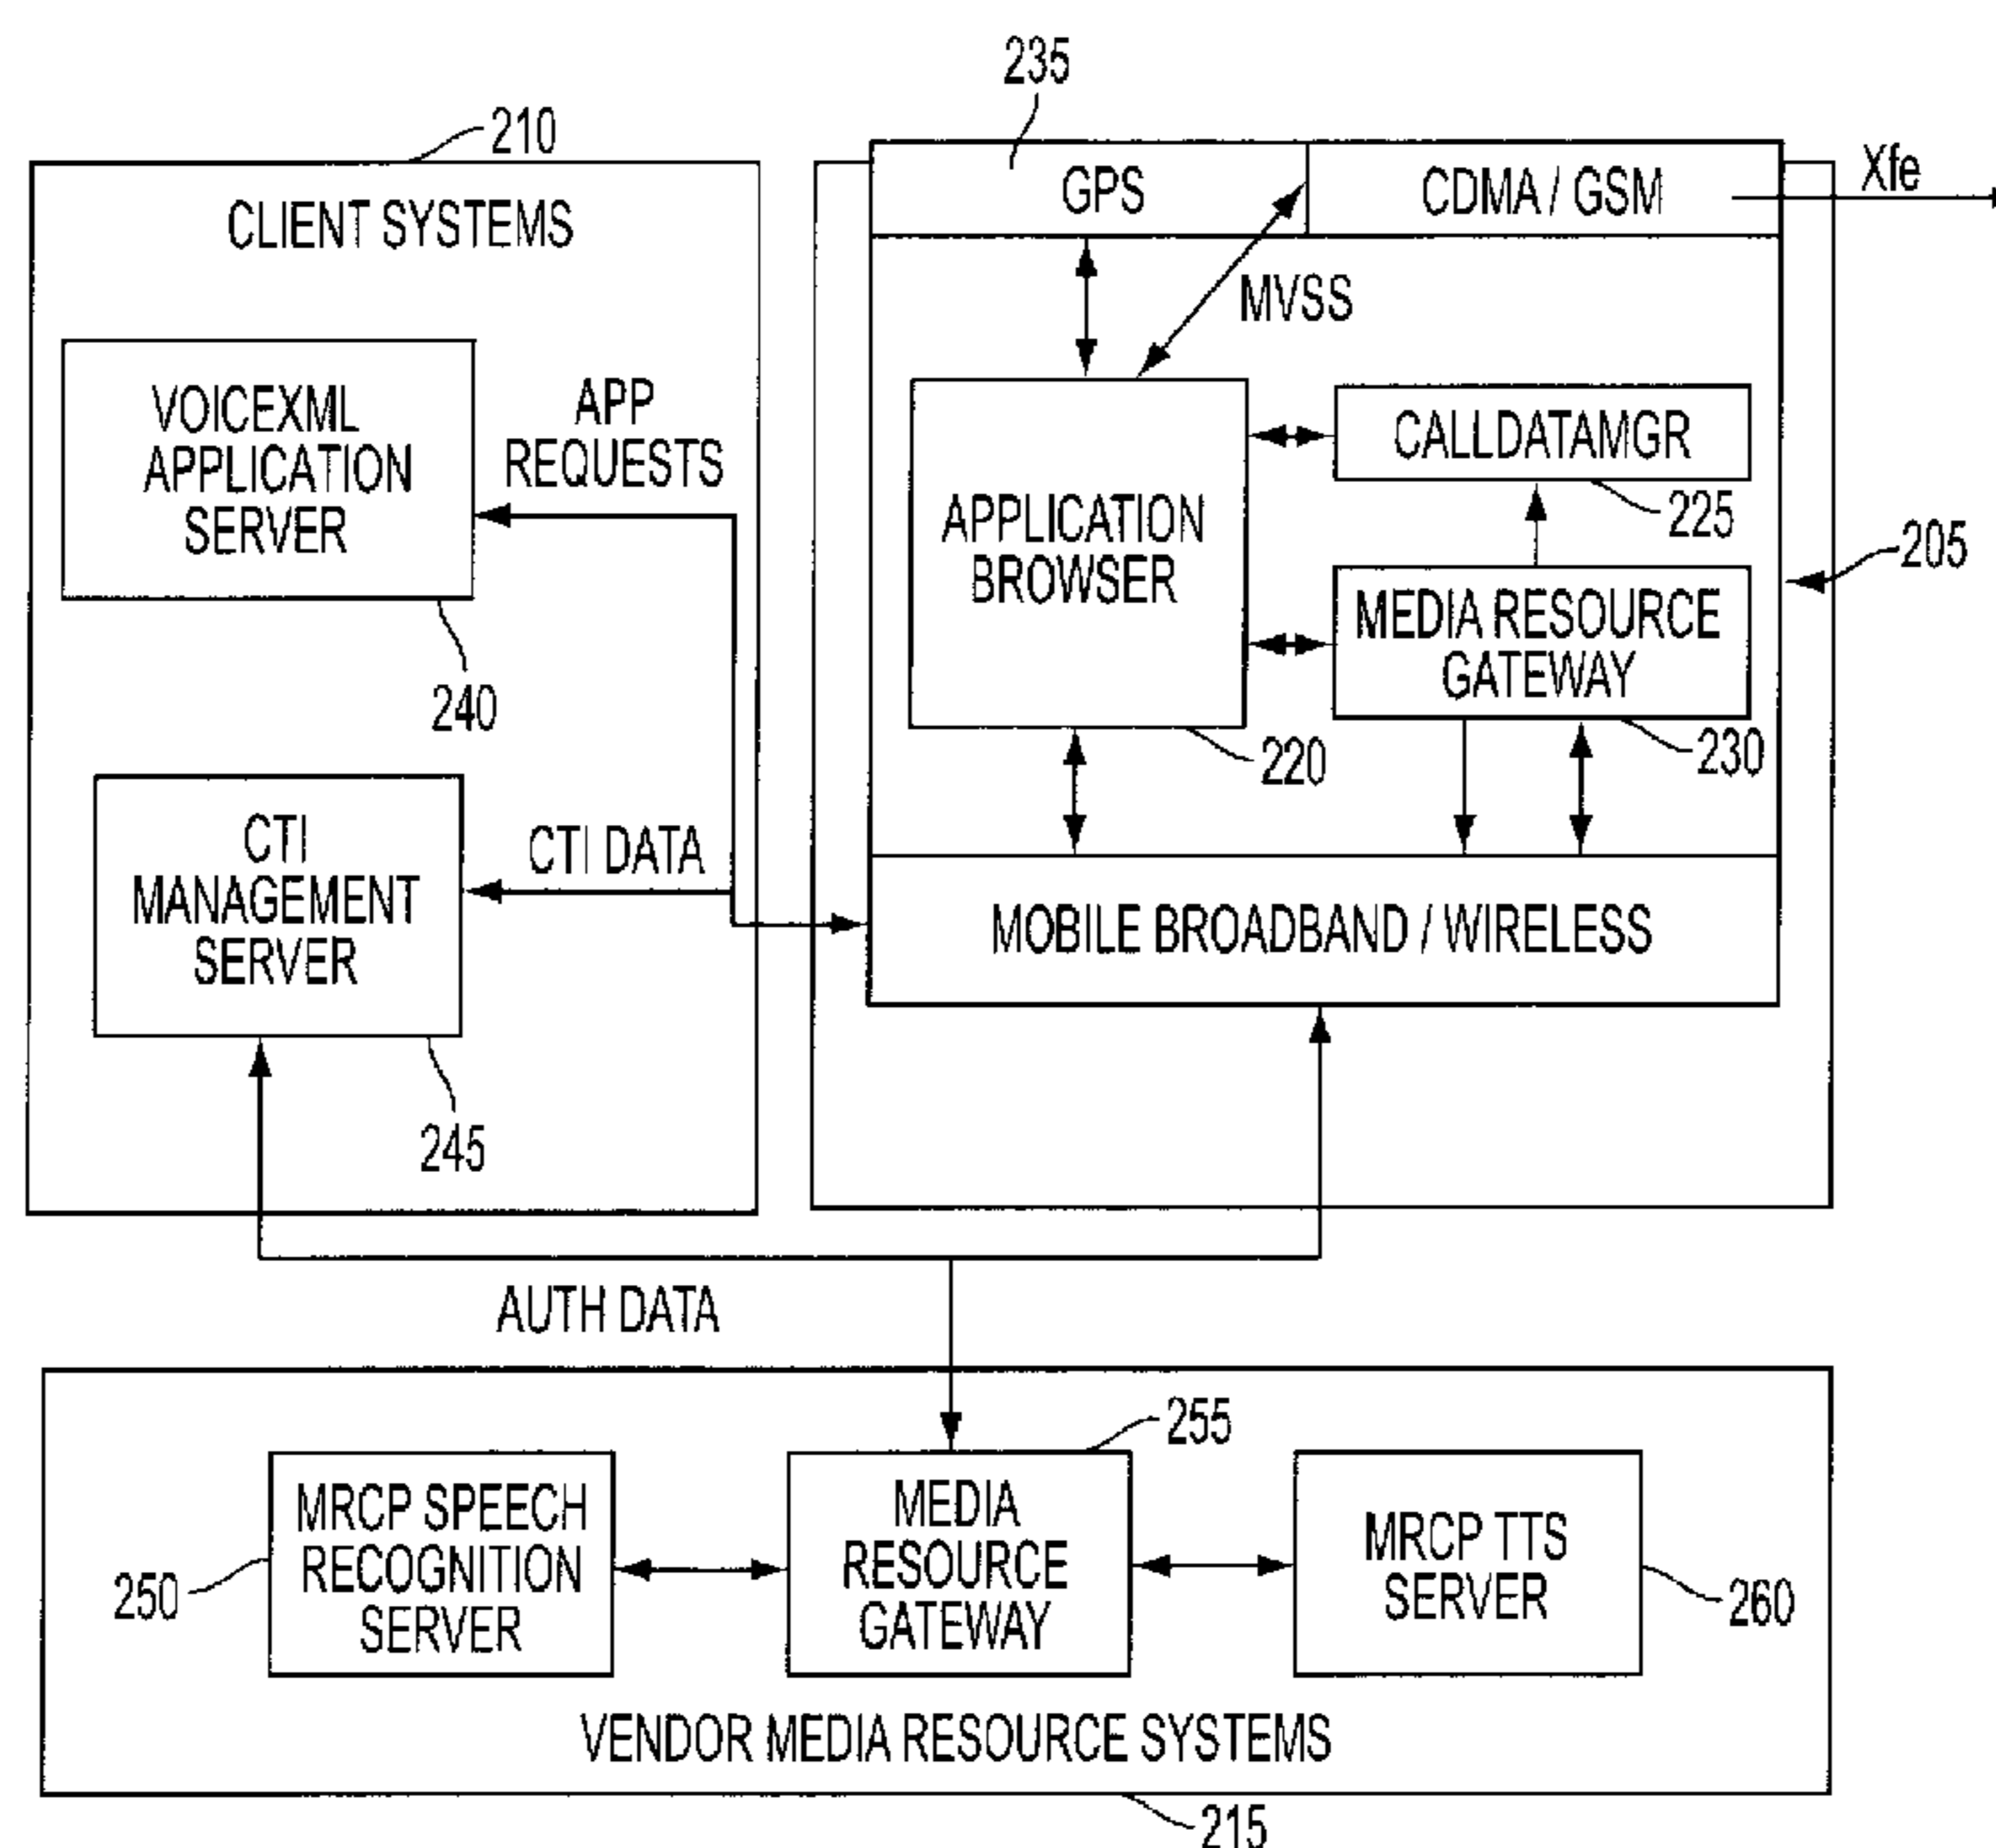 235
210
CLIENT SYSTEMS
GPS
CDMA / GSM
Xfe
MVSS
VOICEXML
APPLICATION
SERVER
APP
REQUESTS
240
APPLICATION
BROWSER
220
CALLDATAMGR
225
205
MEDIA RESOURCE
GATEWAY
230
CTI
MANAGEMENT
SERVER
CTI DATA
245
MOBILE BROADBAND / WIRELESS
AUTH DATA
255
MRCP SPEECH
RECOGNITION
SERVER
250
MEDIA
RESOURCE
GATEWAY
MRCP TTS
SERVER
260
VENDOR MEDIA RESOURCE SYSTEMS
215